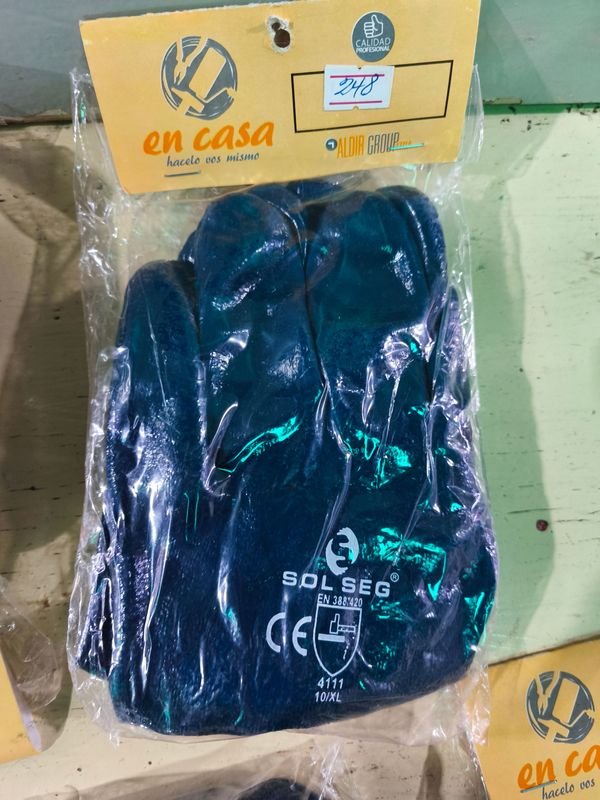 CALIDAD
PROFESIONAL
248
en casa
hacelo vos mismo
ALDIR GROUP
SOL SEG®
EN 388:420
CE
4111
10/XL
en ca
hacelo vos